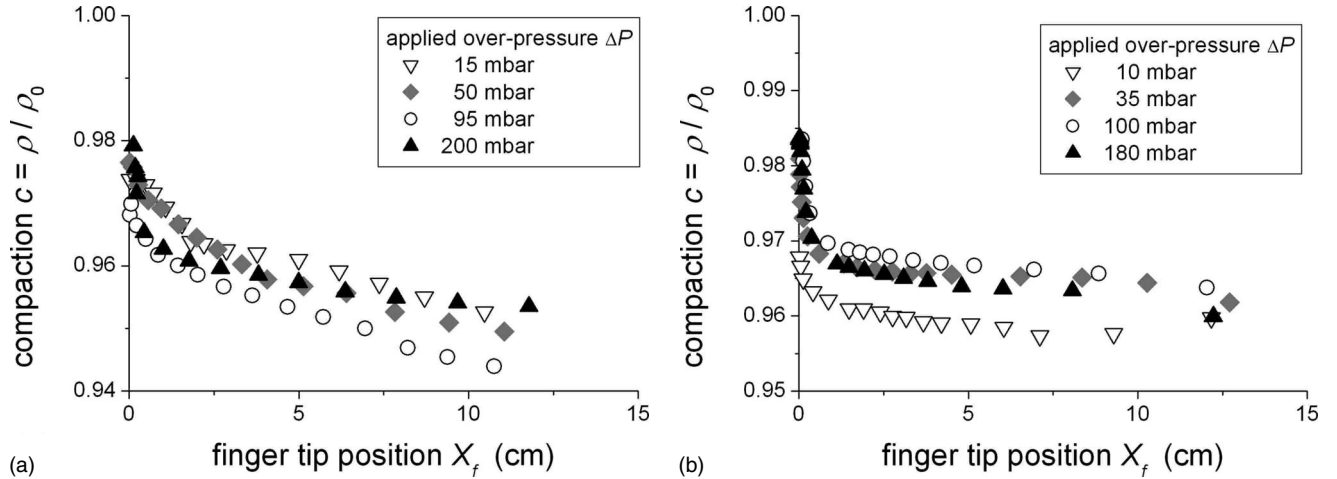 applied over-pressure ΔP
15 mbar
50 mbar
95 mbar
200 mbar
1.00
0.98
0.96
0.94
compaction c = ρ / ρ₀
0 5 10 15
finger tip position X_f (cm)
(a)
applied over-pressure ΔP
10 mbar
35 mbar
100 mbar
180 mbar
1.00
0.99
0.98
0.97
0.96
0.95
compaction c = ρ / ρ₀
0 5 10 15
finger tip position X_f (cm)
(b)